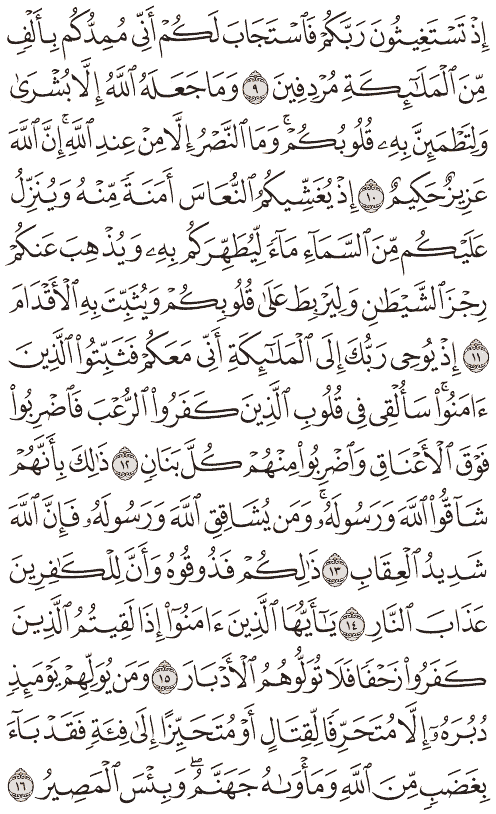 إِذۡ تَسۡتَغِيثُونَ رَبَّكُمۡ فَٱسۡتَجَابَ لَكُمۡ أَنِّي مُمِدُّكُم بِأَلۡفٖ
مِّنَ ٱلۡمَلَٰٓئِكَةِ مُرۡدِفِينَ ٩ وَمَا جَعَلَهُ ٱللَّهُ إِلَّا بُشۡرَىٰ
وَلِتَطۡمَئِنَّ بِهِۦ قُلُوبُكُمۡۚ وَمَا ٱلنَّصۡرُ إِلَّا مِنۡ عِندِ ٱللَّهِۚ إِنَّ ٱللَّهَ
عَزِيزٌ حَكِيمٌ ١٠ إِذۡ يُغَشِّيكُمُ ٱلنُّعَاسَ أَمَنَةٗ مِّنۡهُ وَيُنَزِّلُ
عَلَيۡكُم مِّنَ ٱلسَّمَآءِ مَآءٗ لِّيُطَهِّرَكُم بِهِۦ وَيُذۡهِبَ عَنكُمۡ
رِجۡزَ ٱلشَّيۡطَٰنِ وَلِيَرۡبِطَ عَلَىٰ قُلُوبِكُمۡ وَيُثَبِّتَ بِهِ ٱلۡأَقۡدَامَ
١١ إِذۡ يُوحِي رَبُّكَ إِلَى ٱلۡمَلَٰٓئِكَةِ أَنِّي مَعَكُمۡ فَثَبِّتُواْ ٱلَّذِينَ
ءَامَنُواْۚ سَأُلۡقِي فِي قُلُوبِ ٱلَّذِينَ كَفَرُواْ ٱلرُّعۡبَ فَٱضۡرِبُواْ
فَوۡقَ ٱلۡأَعۡنَاقِ وَٱضۡرِبُواْ مِنۡهُمۡ كُلَّ بَنَانٖ ١٢ ذَٰلِكَ بِأَنَّهُمۡ
شَآقُّواْ ٱللَّهَ وَرَسُولَهُۥۚ وَمَن يُشَاقِقِ ٱللَّهَ وَرَسُولَهُۥ فَإِنَّ ٱللَّهَ
شَدِيدُ ٱلۡعِقَابِ ١٣ ذَٰلِكُمۡ فَذُوقُوهُ وَأَنَّ لِلۡكَٰفِرِينَ
عَذَابَ ٱلنَّارِ ١٤ يَٰٓأَيُّهَا ٱلَّذِينَ ءَامَنُوٓاْ إِذَا لَقِيتُمُ ٱلَّذِينَ
كَفَرُواْ زَحۡفٗا فَلَا تُوَلُّوهُمُ ٱلۡأَدۡبَارَ ١٥ وَمَن يُوَلِّهِمۡ يَوۡمَئِذٖ
دُبُرَهُۥٓ إِلَّا مُتَحَرِّفٗا لِّقِتَالٍ أَوۡ مُتَحَيِّزًا إِلَىٰ فِئَةٖ فَقَدۡ بَآءَ
بِغَضَبٖ مِّنَ ٱللَّهِ وَمَأۡوَىٰهُ جَهَنَّمُۖ وَبِئۡسَ ٱلۡمَصِيرُ ١٦